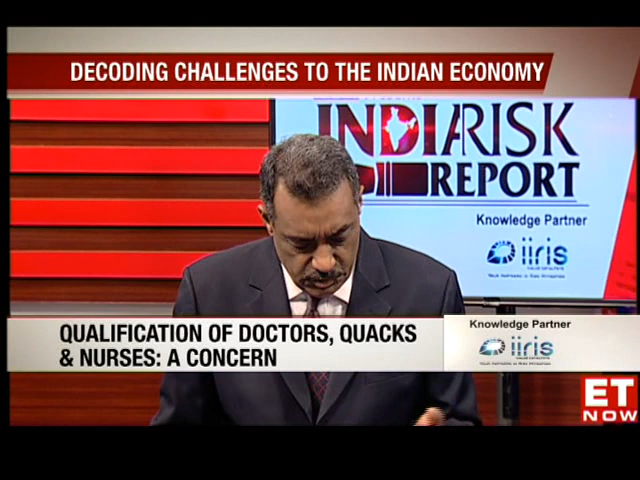 DECODING CHALLENGES TO THE INDIAN ECONOMY
INDIA RISK
REPORT
Knowledge Partner
iiris
QUALIFICATION OF DOCTORS, QUACKS
& NURSES: A CONCERN
Knowledge Partner
iiris
ET
NOW